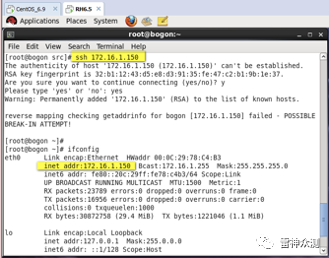 CentOS_6.9
RH6.5
Applications Places System
root@bogon:~
File Edit View Search Terminal Help
[root@bogon src]# ssh 172.16.1.150
The authenticity of host '172.16.1.150 (172.16.1.150)' can't be established.
RSA key fingerprint is 32:b1:12:43:d5:e8:d3:91:35:fe:47:c2:b1:9b:1e:37.
Are you sure you want to continue connecting (yes/no)? y
Please type 'yes' or 'no': yes
Warning: Permanently added '172.16.1.150' (RSA) to the list of known hosts.
reverse mapping checking getaddrinfo for bogon [172.16.1.150] failed - POSSIBLE
BREAK-IN ATTEMPT!
[root@bogon ~]#
[root@bogon ~]# ifconfig
eth0 Link encap:Ethernet HWaddr 00:0C:29:78:C4:B3
inet addr:172.16.1.150 Bcast:172.16.1.255 Mask:255.255.255.0
inet6 addr: fe80::20c:29ff:fe78:c4b3/64 Scope:Link
UP BROADCAST RUNNING MULTICAST MTU:1500 Metric:1
RX packets:23789 errors:0 dropped:0 overruns:0 frame:0
TX packets:16956 errors:0 dropped:0 overruns:0 carrier:0
collisions:0 txqueuelen:1000
RX bytes:30872758 (29.4 MiB) TX bytes:1221046 (1.1 MiB)
lo Link encap:Local Loopback
inet addr:127.0.0.1 Mask:255.0.0.0
inet6 addr: ::1/128 Scope:Host
雷神众测